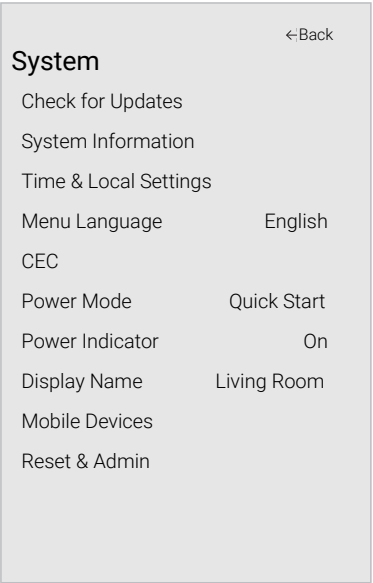 ←Back
System
Check for Updates
System Information
Time & Local Settings
Menu Language English
CEC
Power Mode Quick Start
Power Indicator On
Display Name Living Room
Mobile Devices
Reset & Admin